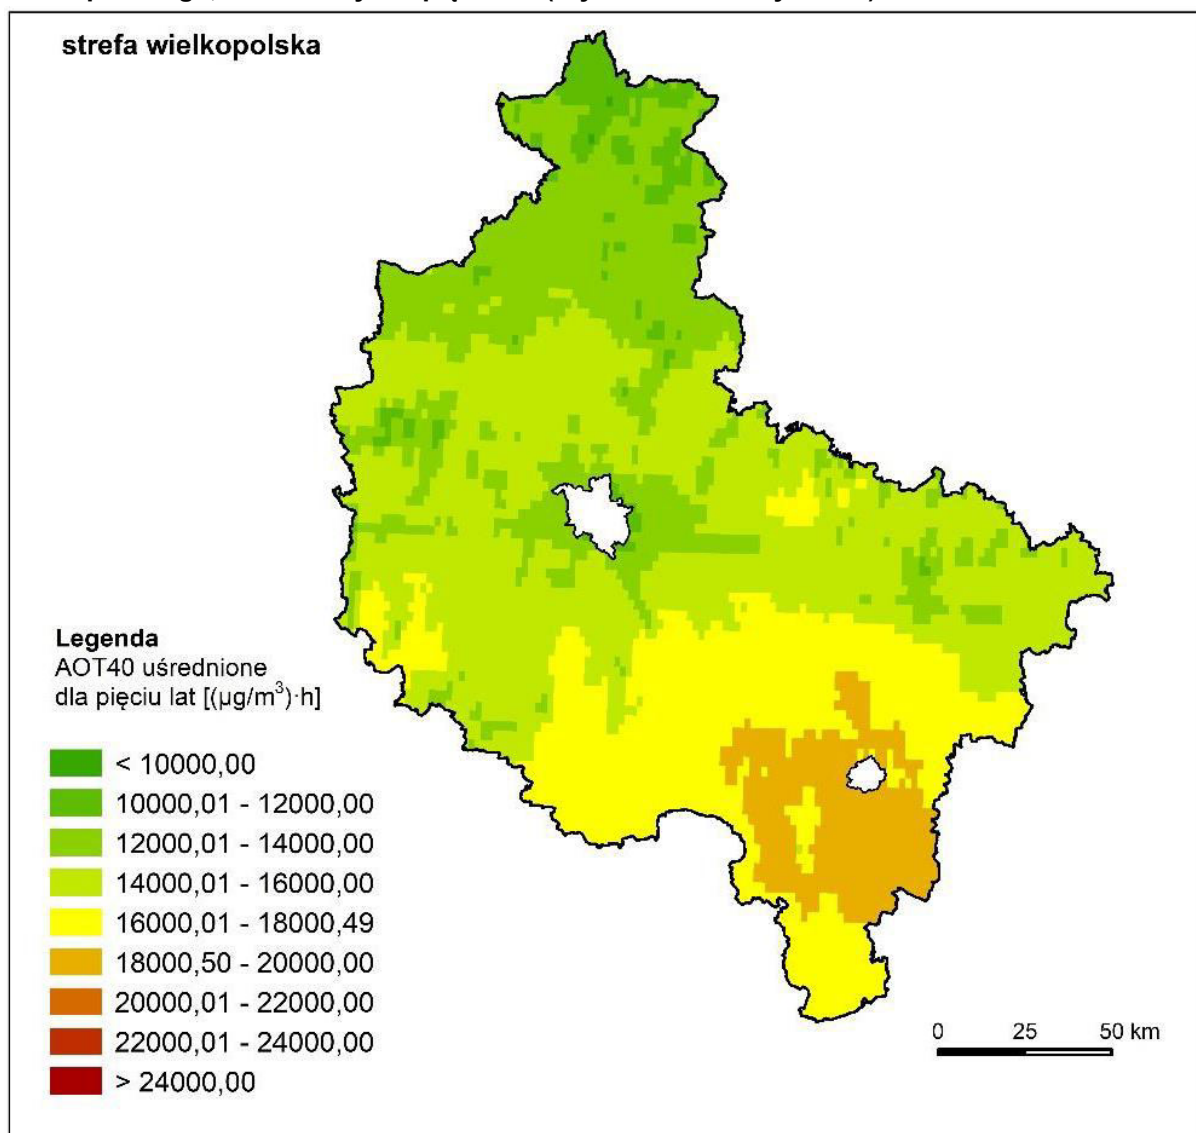 strefa wielkopolska
Legenda
AOT40 uśrednione
dla pięciu lat [(µg/m³)·h]
< 10000,00
10000,01 - 12000,00
12000,01 - 14000,00
14000,01 - 16000,00
16000,01 - 18000,49
18000,50 - 20000,00
20000,01 - 22000,00
22000,01 - 24000,00
> 24000,00
0 25 50 km